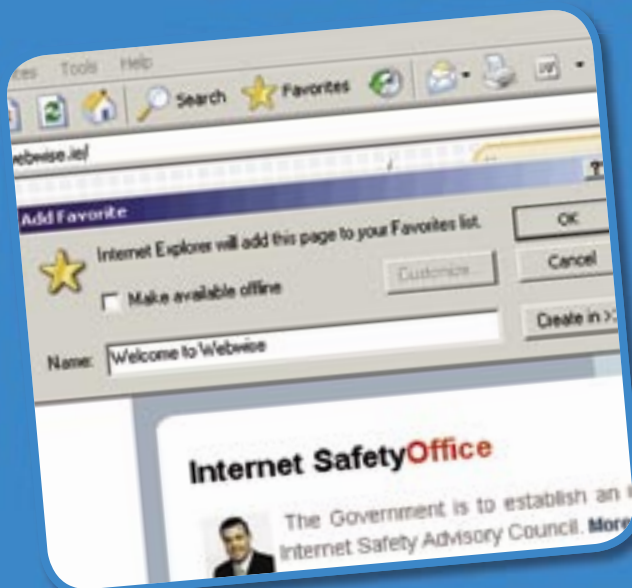 Tools Help
Search Favorites
webwise.ie/
Add Favorite
?
Internet Explorer will add this page to your Favorites list.
OK
Make available offline
Customize...
Cancel
Name: Welcome to Webwise
Create in >>
Internet SafetyOffice
The Government is to establish an
Internet Safety Advisory Council. More